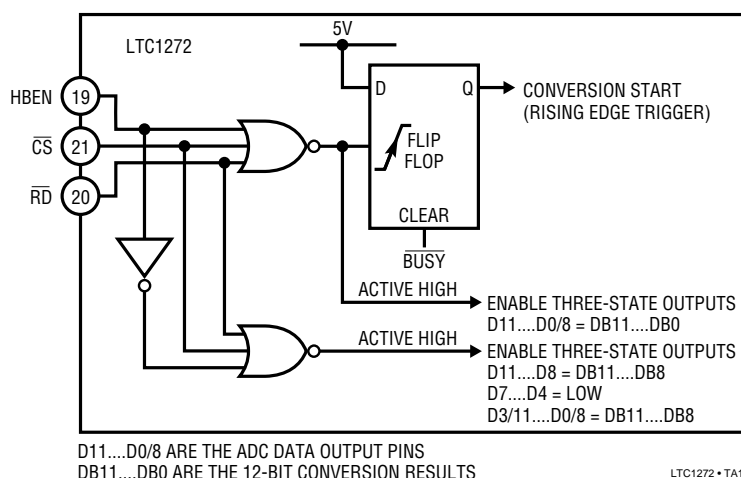 LTC1272
5V
HBEN 19
CS 21
RD 20
D Q
FLIP
FLOP
CLEAR
BUSY
CONVERSION START
(RISING EDGE TRIGGER)
ACTIVE HIGH
ENABLE THREE-STATE OUTPUTS
D11....D0/8 = DB11....DB0
ACTIVE HIGH
ENABLE THREE-STATE OUTPUTS
D11....D8 = DB11....DB8
D7....D4 = LOW
D3/11....D0/8 = DB11....DB8
D11....D0/8 ARE THE ADC DATA OUTPUT PINS
DB11....DB0 ARE THE 12-BIT CONVERSION RESULTS
LTC1272 • TA1